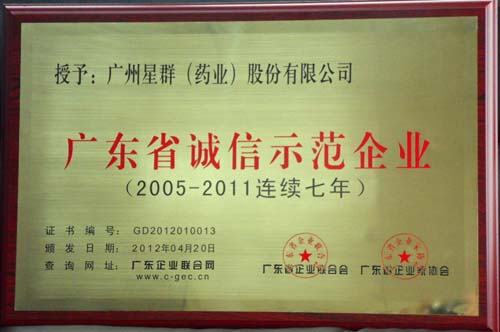 授予：广州星群（药业）股份有限公司
广东省诚信示范企业
（2005-2011连续七年）
证书编号：GD2012010013
颁发日期：2012年04月20日
查询网址：广东企业联合网
www.c-gec.cn
广东省企业联合会 广东省企业家协会